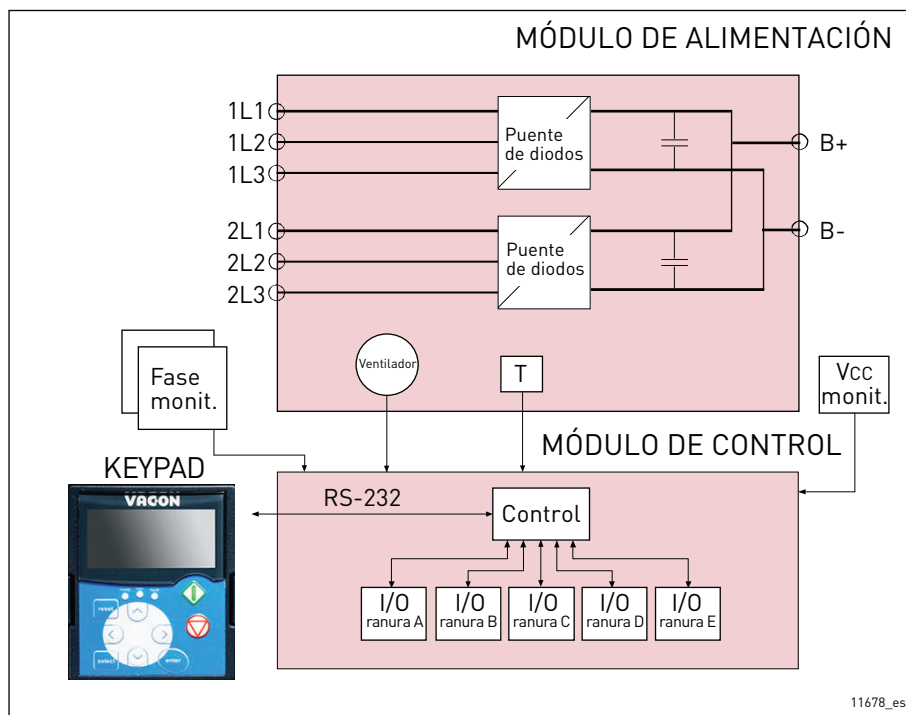 MÓDULO DE ALIMENTACIÓN
1L1
1L2
1L3
Puente
de diodos
B+
2L1
2L2
2L3
Puente
de diodos
B-
Fase
monit.
Ventilador
T
Vcc
monit.
MÓDULO DE CONTROL
KEYPAD
VACON
RS-232
Control
reset
select
enter
I/O
ranura A
I/O
ranura B
I/O
ranura C
I/O
ranura D
I/O
ranura E
11678_es